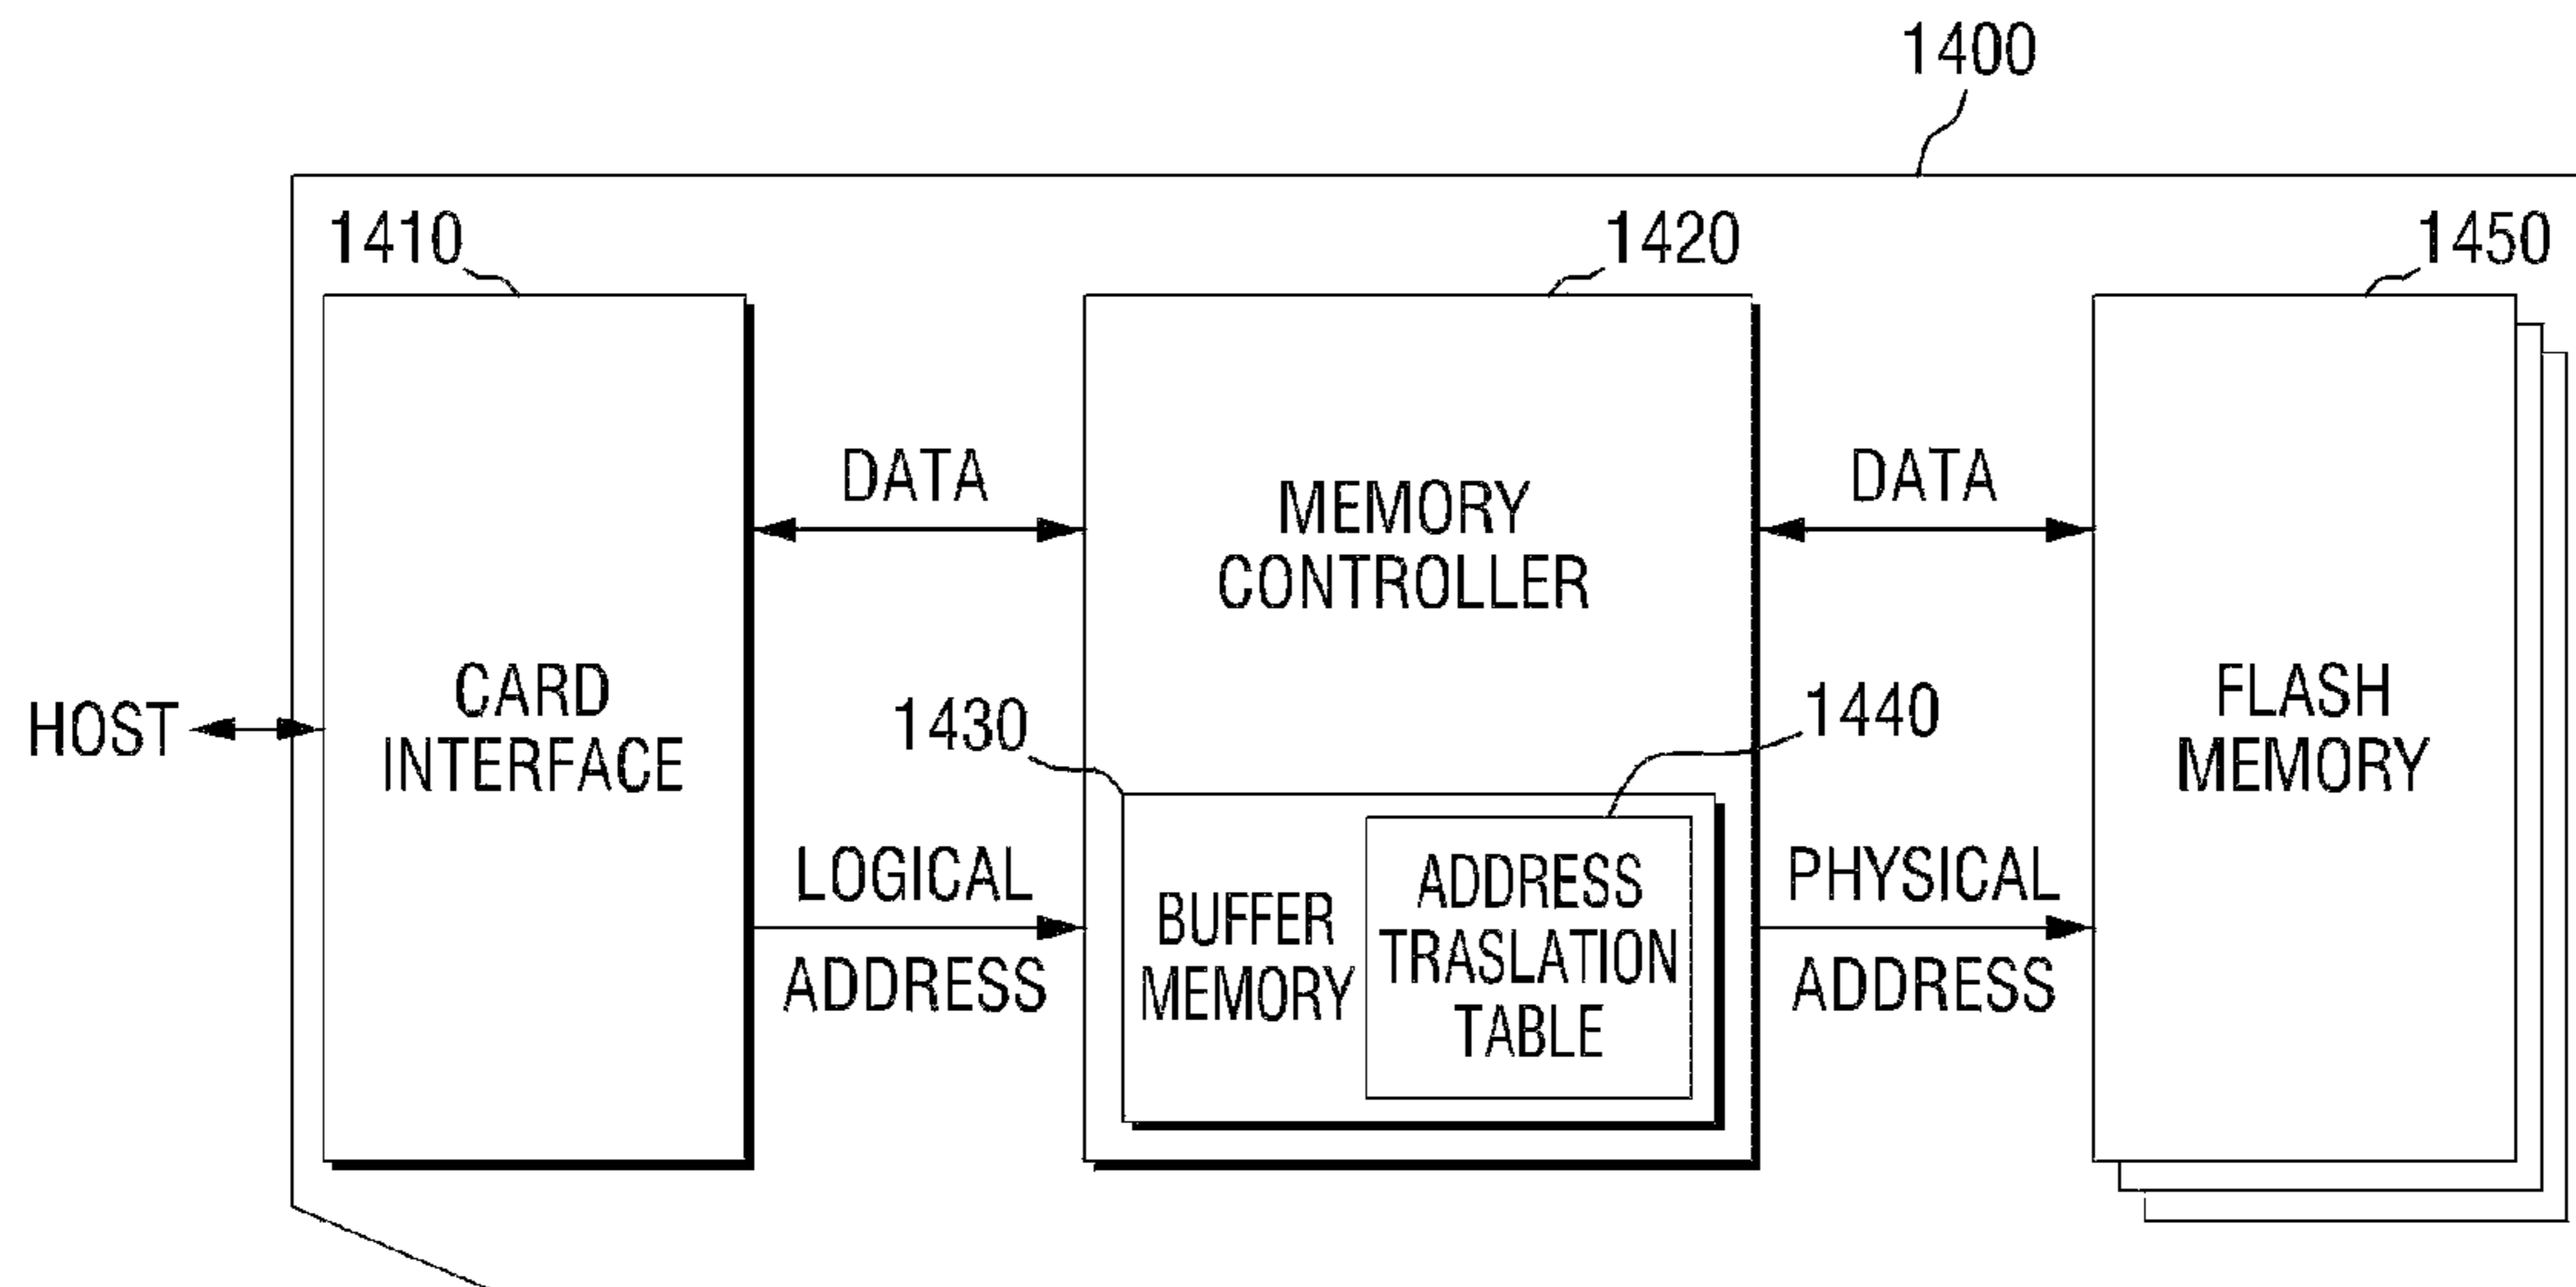 1400
1410
1420
1450
DATA
DATA
MEMORY
CONTROLLER
HOST
CARD
INTERFACE
1430
1440
FLASH
MEMORY
LOGICAL
ADDRESS
BUFFER
MEMORY
ADDRESS
TRASLATION
TABLE
PHYSICAL
ADDRESS